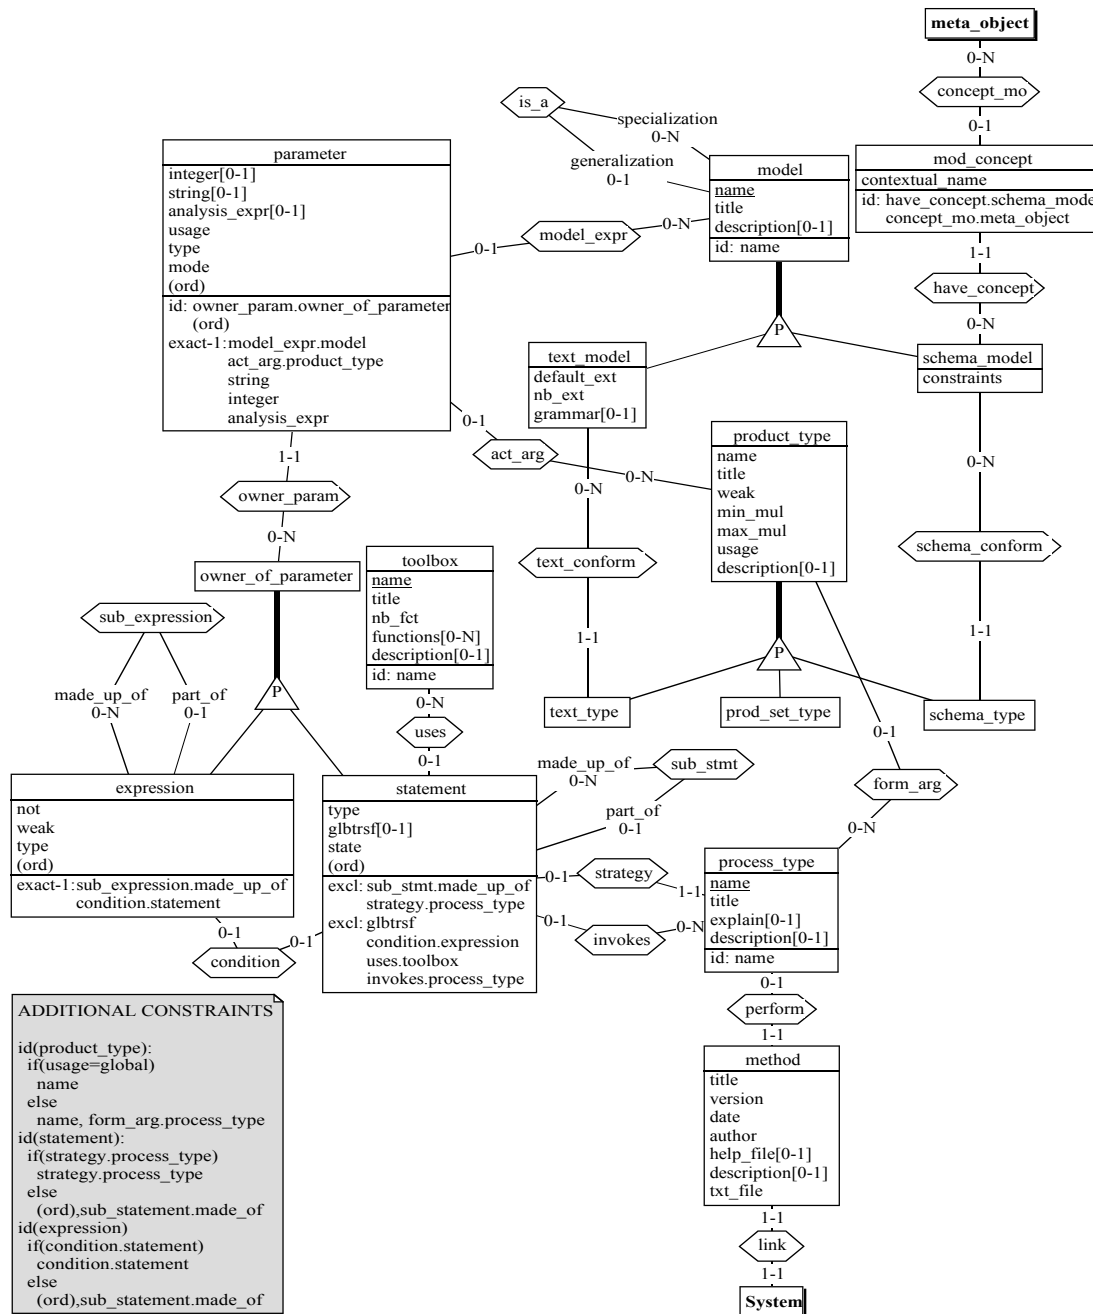 meta_object
0-N
concept_mo
0-1
mod_concept
contextual_name
id: have_concept.schema_mode
concept_mo.meta_object
1-1
have_concept
0-N
schema_model
constraints
0-N
schema_conform
1-1
schema_type
is_a
specialization
0-N
generalization
0-1
model
name
title
description[0-1]
id: name
P
parameter
integer[0-1]
string[0-1]
analysis_expr[0-1]
usage
type
mode
(ord)
id: owner_param.owner_of_parameter
(ord)
exact-1: model_expr.model
act_arg.product_type
string
integer
analysis_expr
0-1
model_expr
0-N
text_model
default_ext
nb_ext
grammar[0-1]
0-N
text_conform
1-1
text_type
0-1
act_arg
0-N
product_type
name
title
weak
min_mul
max_mul
usage
description[0-1]
P
prod_set_type
0-1
form_arg
0-N
1-1
owner_param
0-N
owner_of_parameter
P
toolbox
name
title
nb_fct
functions[0-N]
description[0-1]
id: name
0-N
uses
0-1
sub_expression
made_up_of
0-N
part_of
0-1
expression
not
weak
type
(ord)
exact-1: sub_expression.made_up_of
condition.statement
0-1
condition
0-1
statement
type
glbtrsf[0-1]
state
(ord)
excl: sub_stmt.made_up_of
strategy.process_type
excl: glbtrsf
condition.expression
uses.toolbox
invokes.process_type
made_up_of
0-N
sub_stmt
part_of
0-1
0-1
strategy
1-1
0-1
invokes
0-N
process_type
name
title
explain[0-1]
description[0-1]
id: name
0-1
perform
1-1
method
title
version
date
author
help_file[0-1]
description[0-1]
txt_file
1-1
link
1-1
System
ADDITIONAL CONSTRAINTS
id(product_type):
if(usage=global)
name
else
name, form_arg.process_type
id(statement):
if(strategy.process_type)
strategy.process_type
else
(ord),sub_statement.made_of
id(expression)
if(condition.statement)
condition.statement
else
(ord),sub_statement.made_of